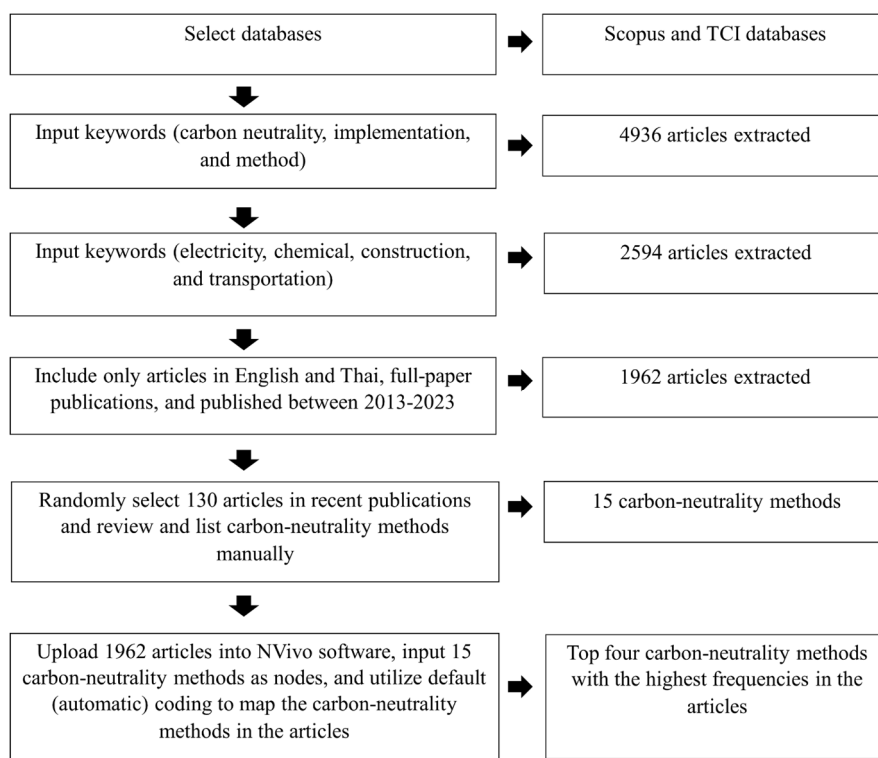 Select databases
Scopus and TCI databases
Input keywords (carbon neutrality, implementation,
and method)
4936 articles extracted
Input keywords (electricity, chemical, construction,
and transportation)
2594 articles extracted
Include only articles in English and Thai, full-paper
publications, and published between 2013-2023
1962 articles extracted
Randomly select 130 articles in recent publications
and review and list carbon-neutrality methods
manually
15 carbon-neutrality methods
Upload 1962 articles into NVivo software, input 15
carbon-neutrality methods as nodes, and utilize default
(automatic) coding to map the carbon-neutrality
methods in the articles
Top four carbon-neutrality methods
with the highest frequencies in the
articles